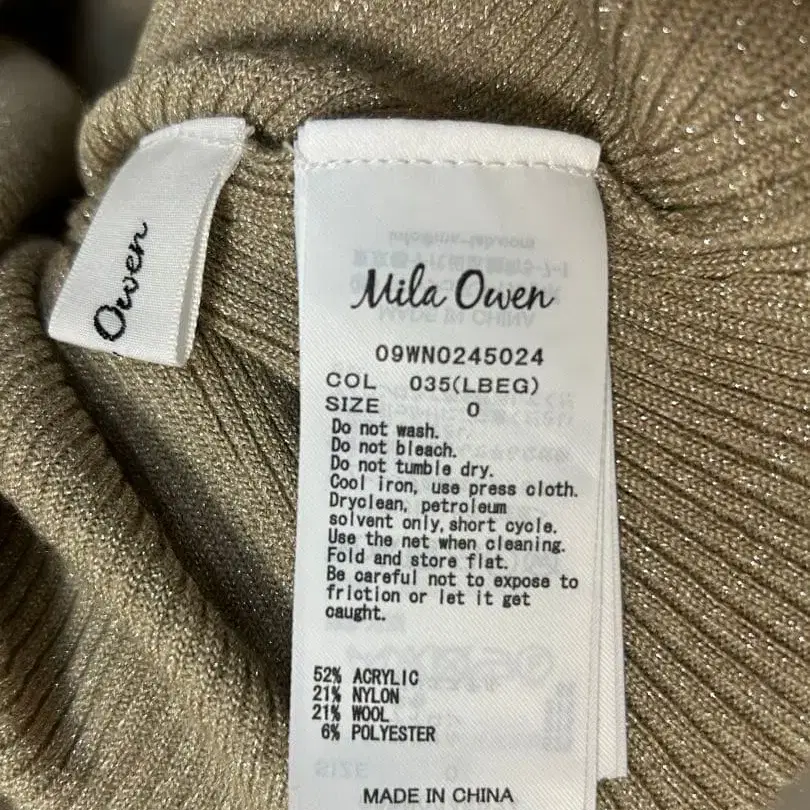 Owen
Mila Owen
09WN0245024
COL 035(LBEG)
SIZE 0
Do not wash.
Do not bleach.
Do not tumble dry.
Cool iron, use press cloth.
Dryclean, petroleum
solvent only, short cycle.
Use the net when cleaning.
Fold and store flat.
Be careful not to expose to
friction or let it get
caught.
52% ACRYLIC
21% NYLON
21% WOOL
6% POLYESTER
MADE IN CHINA